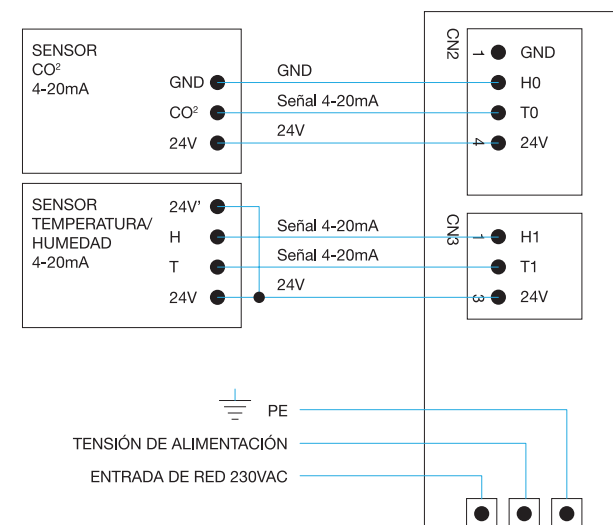 SENSOR
CO²
4-20mA
GND
CO²
24V
GND
Señal 4-20mA
24V
CN2
1
4
GND
H0
T0
24V
SENSOR
TEMPERATURA/
HUMEDAD
4-20mA
24V'
H
T
24V
Señal 4-20mA
Señal 4-20mA
24V
CN3
1
3
H1
T1
24V
PE
TENSIÓN DE ALIMENTACIÓN
ENTRADA DE RED 230VAC